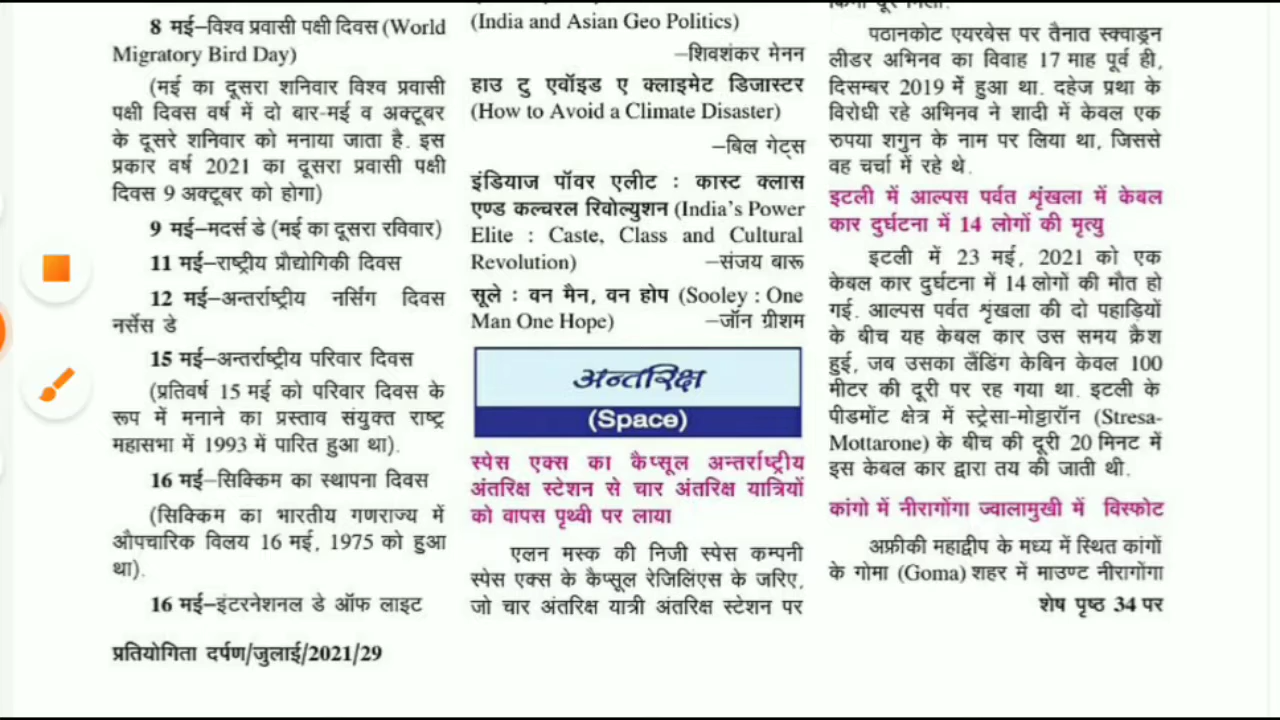 8 मई–विश्व प्रवासी पक्षी दिवस (World
Migratory Bird Day)
(मई का दूसरा शनिवार विश्व प्रवासी
पक्षी दिवस वर्ष में दो बार-मई व अक्टूबर
के दूसरे शनिवार को मनाया जाता है. इस
प्रकार वर्ष 2021 का दूसरा प्रवासी पक्षी
दिवस 9 अक्टूबर को होगा)
9 मई–मदर्स डे (मई का दूसरा रविवार)
11 मई–राष्ट्रीय प्रौद्योगिकी दिवस
12 मई–अन्तर्राष्ट्रीय नर्सिंग दिवस
नर्सेस डे
15 मई–अन्तर्राष्ट्रीय परिवार दिवस
(प्रतिवर्ष 15 मई को परिवार दिवस के
रूप में मनाने का प्रस्ताव संयुक्त राष्ट्र
महासभा में 1993 में पारित हुआ था).
16 मई–सिक्किम का स्थापना दिवस
(सिक्किम का भारतीय गणराज्य में
औपचारिक विलय 16 मई, 1975 को हुआ
था).
16 मई–इंटरनेशनल डे ऑफ लाइट
(India and Asian Geo Politics)
–शिवशंकर मेनन
हाउ टु एवॉइड ए क्लाइमेट डिजास्टर
(How to Avoid a Climate Disaster)
–बिल गेट्स
इंडियाज पॉवर एलीट : कास्ट क्लास
एण्ड कल्चरल रिवोल्युशन (India's Power
Elite : Caste, Class and Cultural
Revolution) –संजय बारू
सूले : वन मैन, वन होप (Sooley : One
Man One Hope) –जॉन ग्रीशम
अन्तरिक्ष
(Space)
स्पेस एक्स का कैप्सूल अन्तर्राष्ट्रीय
अंतरिक्ष स्टेशन से चार अंतरिक्ष यात्रियों
को वापस पृथ्वी पर लाया
एलन मस्क की निजी स्पेस कम्पनी
स्पेस एक्स के कैप्सूल रेजिलिएंस के जरिए,
जो चार अंतरिक्ष यात्री अंतरिक्ष स्टेशन पर
पठानकोट एयरबेस पर तैनात स्क्वाड्रन
लीडर अभिनव का विवाह 17 माह पूर्व ही,
दिसम्बर 2019 में हुआ था. दहेज प्रथा के
विरोधी रहे अभिनव ने शादी में केवल एक
रुपया शगुन के नाम पर लिया था, जिससे
वह चर्चा में रहे थे.
इटली में आल्पस पर्वत शृंखला में केबल
कार दुर्घटना में 14 लोगों की मृत्यु
इटली में 23 मई, 2021 को एक
केबल कार दुर्घटना में 14 लोगों की मौत हो
गई. आल्पस पर्वत शृंखला की दो पहाड़ियों
के बीच यह केबल कार उस समय क्रैश
हुई, जब उसका लैंडिंग केबिन केवल 100
मीटर की दूरी पर रह गया था. इटली के
पीडमोंट क्षेत्र में स्ट्रेसा-मोट्टारॉन (Stresa-
Mottarone) के बीच की दूरी 20 मिनट में
इस केबल कार द्वारा तय की जाती थी.
कांगो में नीरागोंगा ज्वालामुखी में विस्फोट
अफ्रीकी महाद्वीप के मध्य में स्थित कांगों
के गोमा (Goma) शहर में माउण्ट नीरागोंगा
शेष पृष्ठ 34 पर
प्रतियोगिता दर्पण/जुलाई/2021/29